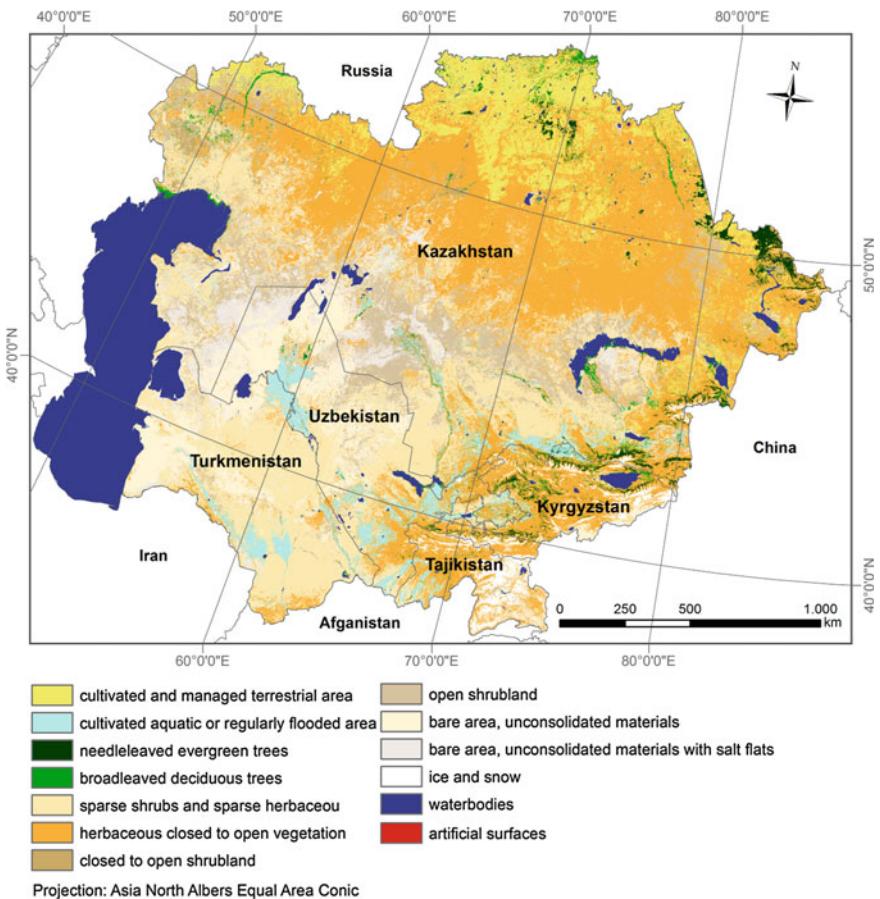 40°0'0"E
50°0'0"E
60°0'0"E
70°0'0"E
80°0'0"E
Russia
N
Kazakhstan
50°0'0"N
40°0'0"N
Uzbekistan
Turkmenistan
China
Kyrgyzstan
Iran
Tajikistan
Afganistan
0 250 500 1.000
km
40°0'0"N
60°0'0"E
70°0'0"E
80°0'0"E
cultivated and managed terrestrial area
cultivated aquatic or regularly flooded area
needleleaved evergreen trees
broadleaved deciduous trees
sparse shrubs and sparse herbaceou
herbaceous closed to open vegetation
closed to open shrubland
open shrubland
bare area, unconsolidated materials
bare area, unconsolidated materials with salt flats
ice and snow
waterbodies
artificial surfaces
Projection: Asia North Albers Equal Area Conic